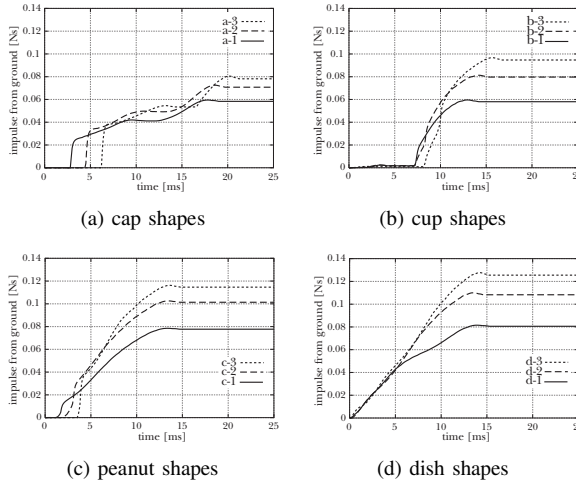 impulse from ground [Ns]
0.14
0.12
0.1
0.08
0.06
0.04
0.02
0
0 5 10 15 20 25
time [ms]
a-3
a-2
a-1
(a) cap shapes
impulse from ground [Ns]
0.14
0.12
0.1
0.08
0.06
0.04
0.02
0
0 5 10 15 20 25
time [ms]
b-3
b-2
b-1
(b) cup shapes
impulse from ground [Ns]
0.14
0.12
0.1
0.08
0.06
0.04
0.02
0
0 5 10 15 20 25
time [ms]
c-3
c-2
c-1
(c) peanut shapes
impulse from ground [Ns]
0.14
0.12
0.1
0.08
0.06
0.04
0.02
0
0 5 10 15 20 25
time [ms]
d-3
d-2
d-1
(d) dish shapes